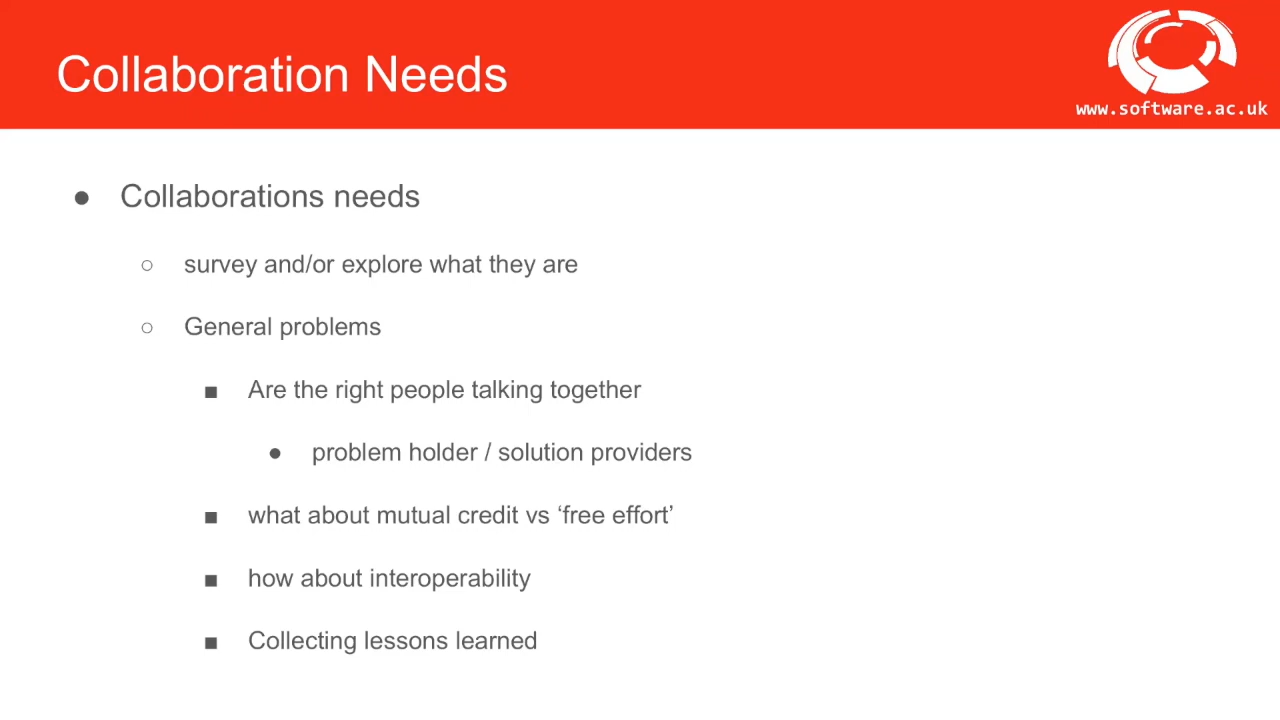 Collaboration Needs
www.software.ac.uk
● Collaborations needs
○ survey and/or explore what they are
○ General problems
■ Are the right people talking together
● problem holder / solution providers
■ what about mutual credit vs ‘free effort’
■ how about interoperability
■ Collecting lessons learned